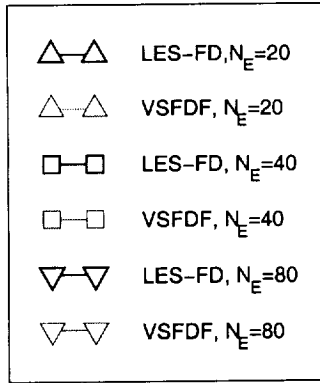 LES-FD,N_E=20
VSFDF, N_E=20
LES-FD, N_E=40
VSFDF, N_E=40
LES-FD, N_E=80
VSFDF, N_E=80